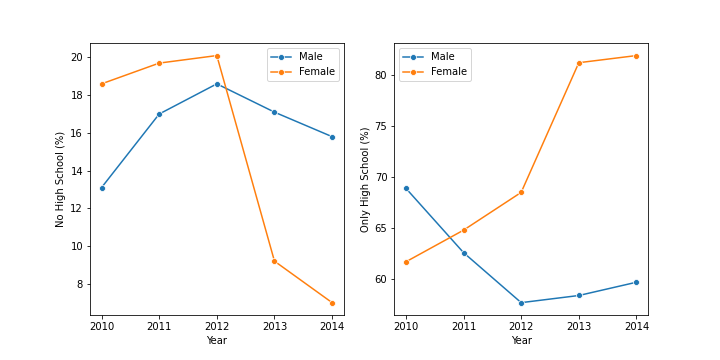 No High School (%)
20
18
16
14
12
10
8
Male
Female
2010 2011 2012 2013 2014
Year
Only High School (%)
80
75
70
65
60
Male
Female
2010 2011 2012 2013 2014
Year